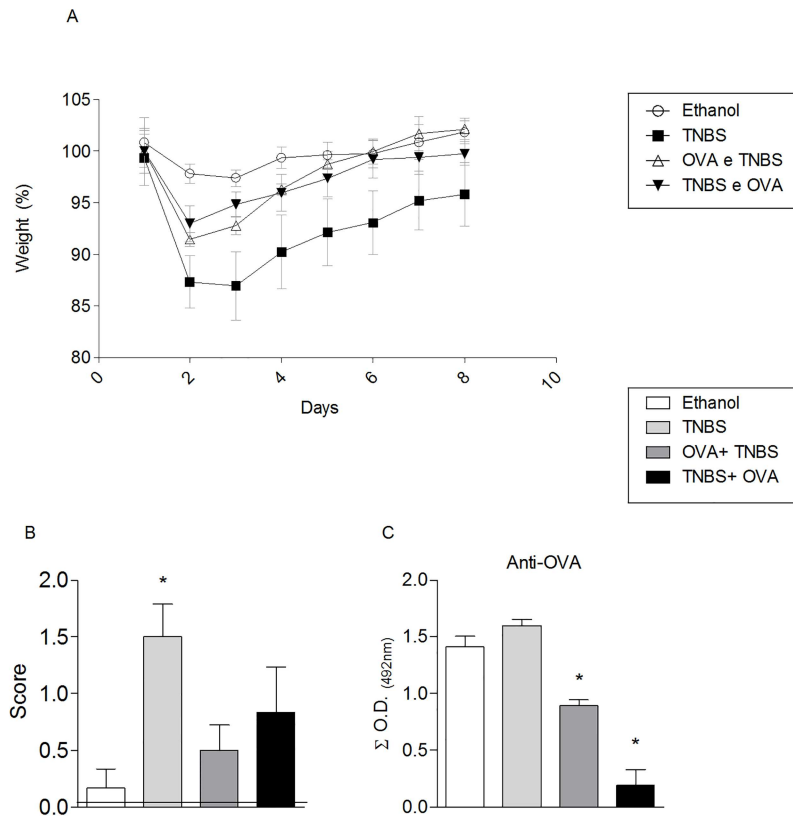 A
105
100
95
90
85
80
Weight (%)
0
2
4
6
8
10
Days
Ethanol
TNBS
OVA e TNBS
TNBS e OVA
Ethanol
TNBS
OVA+ TNBS
TNBS+ OVA
B
2.0
1.5
1.0
0.5
0.0
Score
*
C
Anti-OVA
2.0
1.5
1.0
0.5
0.0
Σ O.D. (492nm)
*
*